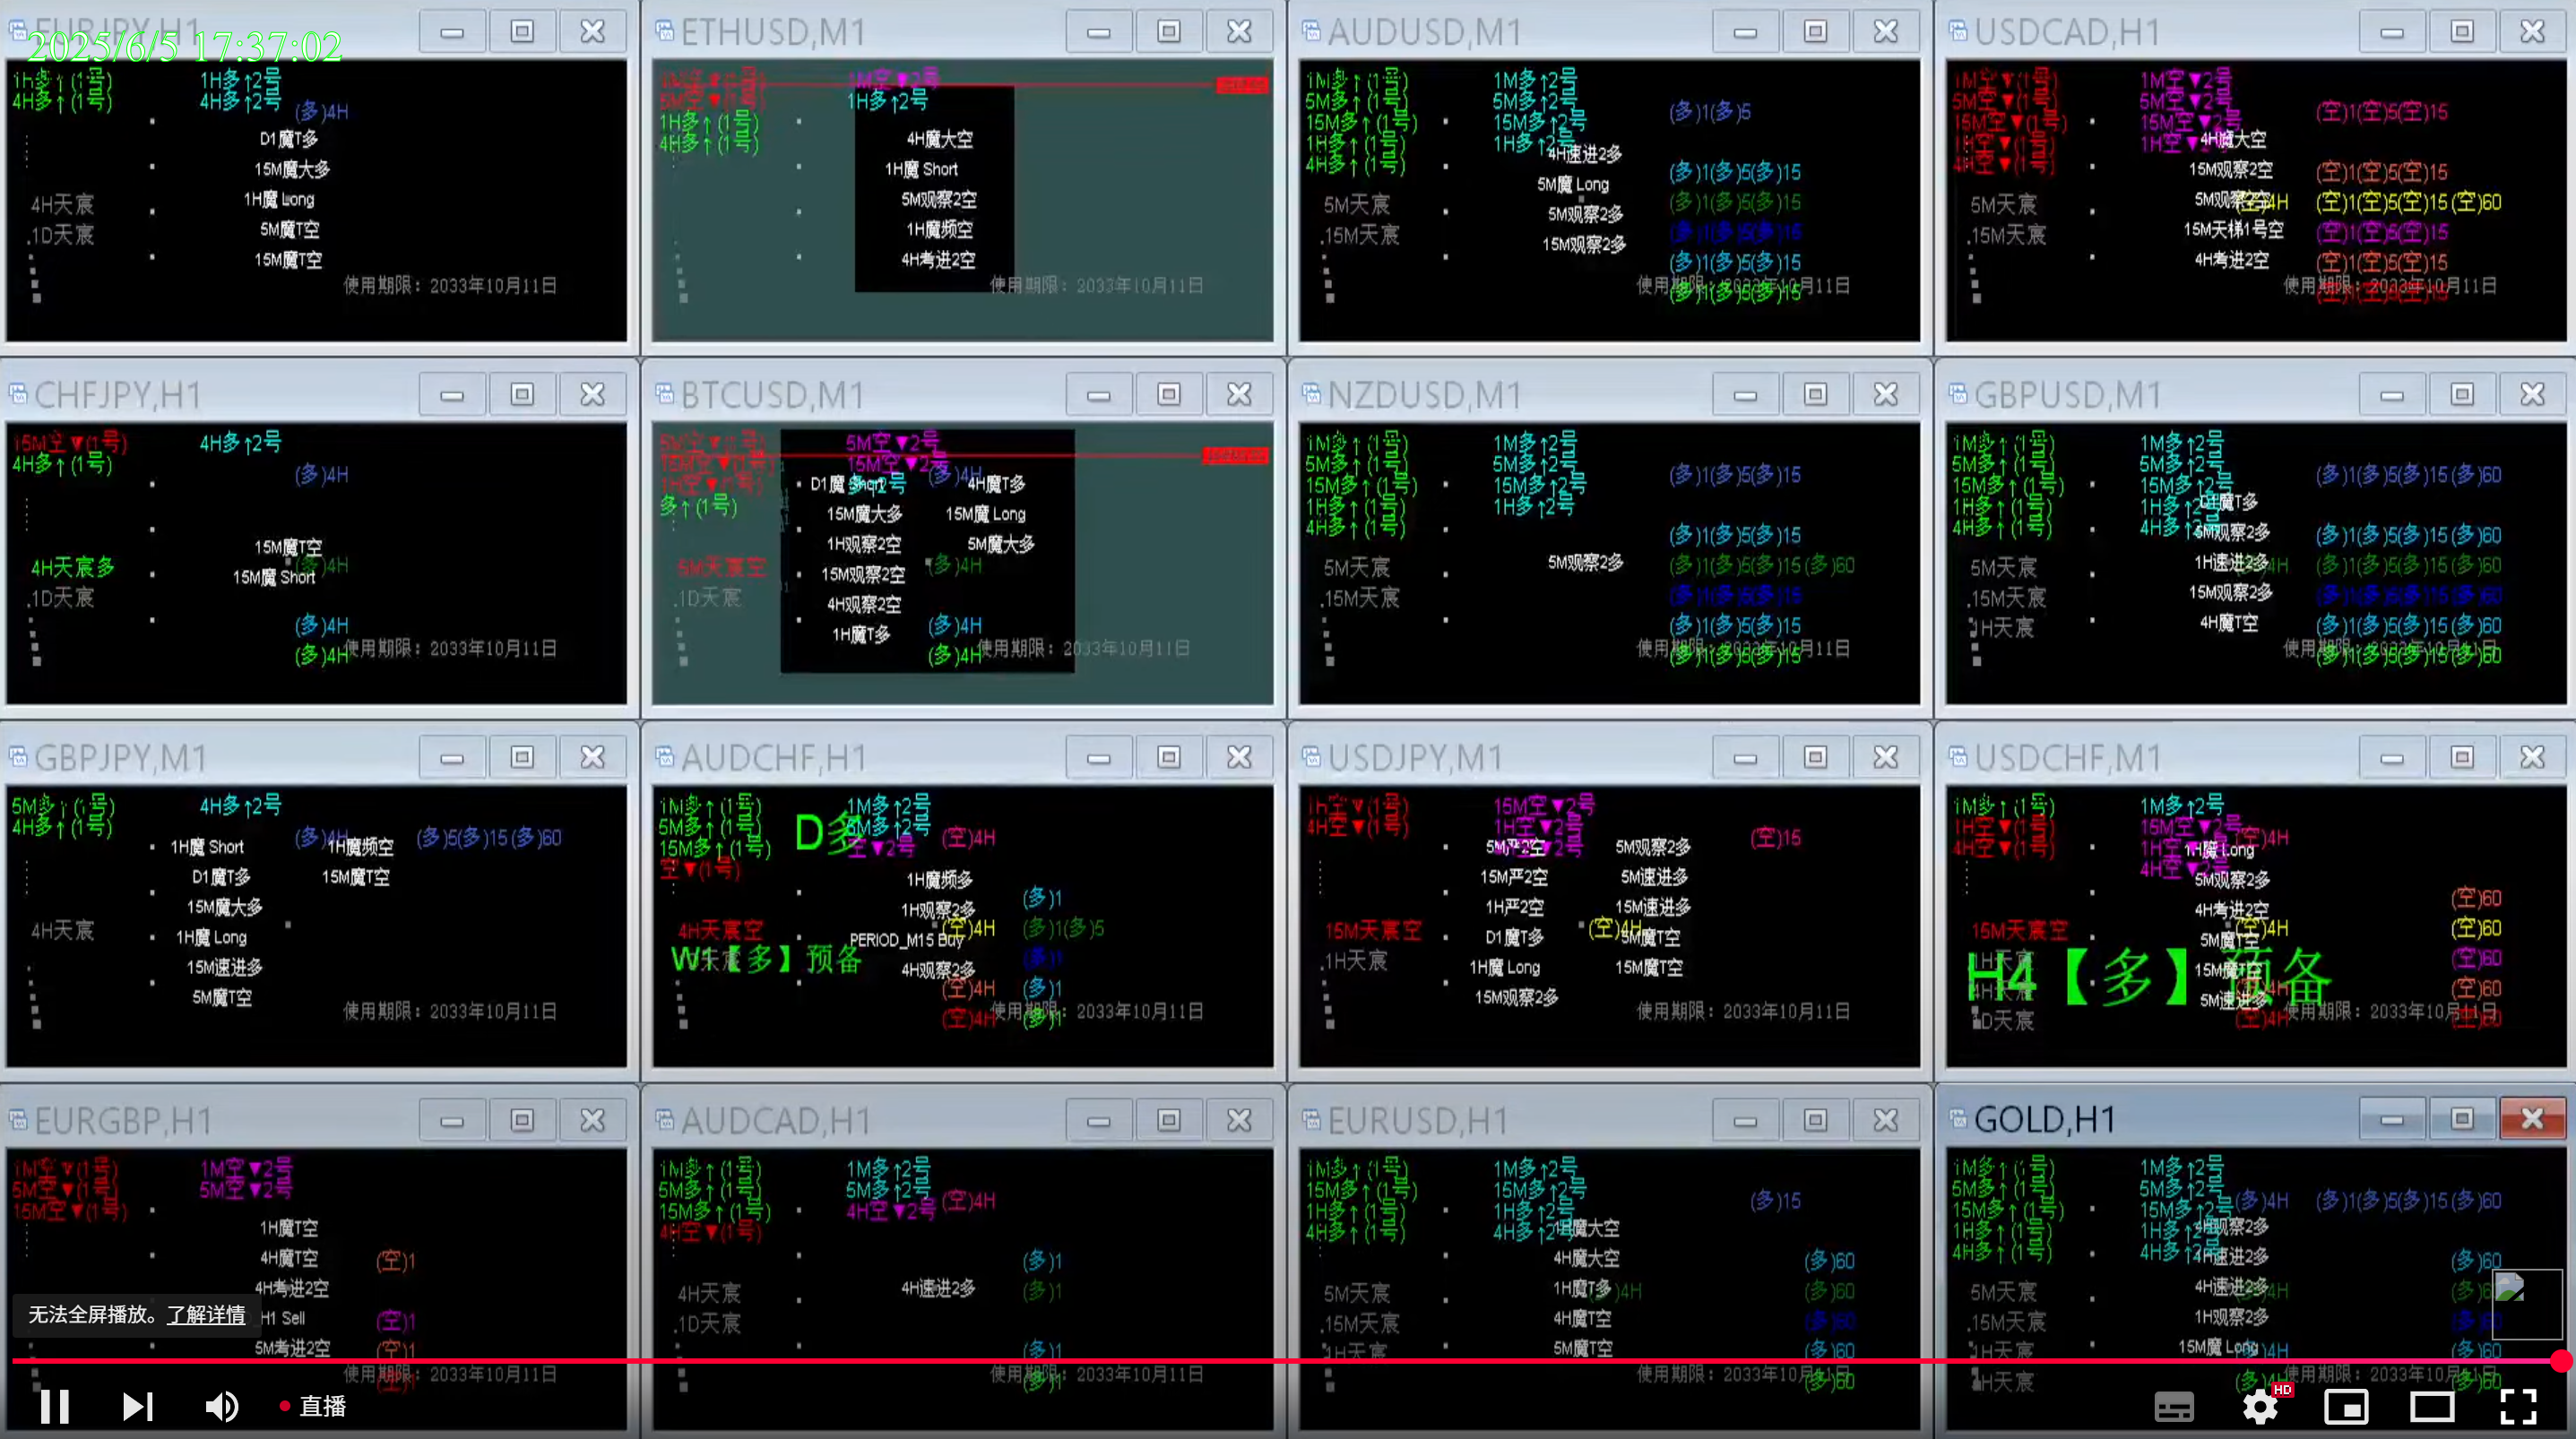 2025/6/5 17:37:02
EURJPY,H1
1H多↑(1号) 1H多↑2号
4H多↑(1号) 4H多↑2号
(多)4H
D1魔T多
15M魔大多
4H天宸 1H魔 Long
.1D天宸 5M魔T空
15M魔T空
使用期限：2033年10月11日
ETHUSD,M1
1M空▼2号
5M空▼(1号) 1H多↑2号
1H多↑(1号)
4H多↑(1号) 4H魔大空
1H魔 Short
5M观察2空
1H魔频空
4H考进2空
使用期限：2033年10月11日
AUDUSD,M1
1M多↑(1号) 1M多↑2号
5M多↑(1号) 5M多↑2号 (多)1(多)5
15M多↑(1号) 15M多↑2号
1H多↑(1号) 1H多↑2号
4H多↑(1号) 4H速进2多
5M魔 Long (多)1(多)5(多)15
5M天宸 5M观察2多 (多)1(多)5(多)15
.15M天宸 15M观察2多 (多)1(多)5(多)15
(多)1(多)5(多)15
使用期限：2033年10月11日
(多)1(多)5(多)15
USDCAD,H1
1M空▼(1号) 1M空▼2号
5M空▼(1号) 5M空▼2号 (空)1(空)5(空)15
15M空▼(1号) 15M空▼2号
1H空▼(1号) 1H空▼2号
4H魔大空
4H空▼(1号) 15M观察2空 (空)1(空)5(空)15
5M天宸 5M观察2空 (空)4H (空)1(空)5(空)15(空)60
.15M天宸 15M天梯1号空 (空)1(空)5(空)15
4H考进2空 (空)1(空)5(空)15
使用期限：2033年10月11日
(空)1(空)5(空)15
CHFJPY,H1
15M空▼(1号) 4H多↑2号
4H多↑(1号) (多)4H
15M魔T空
4H天宸多 (多)4H
15M魔 Short
.1D天宸
(多)4H
(多)4H 使用期限：2033年10月11日
BTCUSD,M1
5M空▼(1号) 5M空▼2号
15M空▼(1号) 15M空▼2号
1H空▼(1号) D1魔 Short 多↑2号 (多)4H 4H魔T多
多↑(1号) 15M魔大多 15M魔 Long
1H观察2空 5M魔大多
5M天宸空 15M观察2空 (多)4H
.1D天宸 4H观察2空
1H魔T多 (多)4H
(多)4H 使用期限：2033年10月11日
NZDUSD,M1
1M多↑(1号) 1M多↑2号
5M多↑(1号) 5M多↑2号 (多)1(多)5(多)15
15M多↑(1号) 15M多↑2号
1H多↑(1号) 1H多↑2号
4H多↑(1号) (多)1(多)5(多)15
5M天宸 5M观察2多 (多)1(多)5(多)15(多)60
.15M天宸 (多)1(多)5(多)15
(多)1(多)5(多)15
使用期限：2033年10月11日
(多)1(多)5(多)15
GBPUSD,M1
1M多↑(1号) 1M多↑2号
5M多↑(1号) 5M多↑2号 (多)1(多)5(多)15(多)60
15M多↑(1号) 15M多↑2号
1H多↑(1号) 1H多↑2号 D1魔T多
4H多↑(1号) 4H多↑2号 5M观察2多 (多)1(多)5(多)15(多)60
5M天宸 1H速进2多 4H (多)1(多)5(多)15(多)60
.15M天宸 15M观察2多 (多)1(多)5(多)15(多)60
1H天宸 4H魔T空 (多)1(多)5(多)15(多)60
使用期限：2033年10月11日
(多)1(多)5(多)15(多)60
GBPJPY,M1
5M多↑(1号) 4H多↑2号
4H多↑(1号) (多)4H (多)5(多)15(多)60
1H魔 Short 1H魔频空
D1魔T多 15M魔T空
15M魔大多
4H天宸 1H魔 Long
15M速进多
5M魔T空
使用期限：2033年10月11日
AUDCHF,H1
1M多↑(1号) 1M多↑2号
5M多↑(1号) D多 5M多↑2号 (空)4H
15M多↑(1号) 空▼2号
空▼(1号) 1H魔频多
1H观察2多 (多)1
4H天宸空 (空)4H (多)1(多)5
PERIOD_M15 Buy
W1【多】预备 4H观察2多 (多)1
(空)4H (多)1
使用期限：2033年10月11日
(空)4H (多)1
USDJPY,M1
1H空▼(1号) 15M空▼2号
4H空▼(1号) 1H空▼2号 (空)15
5M严2空 5M观察2多
15M严2空 5M速进多
1H严2空 15M速进多
15M天宸空 D1魔T多 (空)4H 5M魔T空
.1H天宸 1H魔 Long 15M魔T空
15M观察2多
使用期限：2033年10月11日
USDCHF,M1
1M多↑(1号) 1M多↑2号
1H空▼(1号) 15M空▼2号 (空)4H
4H空▼(1号) 1H空▼2号 1H魔 Long
4H空▼2号 5M观察2多
4H考进2空 (空)60
15M天宸空 5M魔T空 (空)4H (空)60
1H天宸 15M魔T空 (空)60
H4【多】预备
4H天宸 5M速进多 4H (空)60
1D天宸 (空)4H 使用期限：2033年10月11日
(空)60
EURGBP,H1
1M空▼(1号) 1M空▼2号
5M空▼(1号) 5M空▼2号
15M空▼(1号)
1H魔T空
4H魔T空 (空)1
4H考进2空
H1 Sell (空)1
5M考进2空 (空)1
使用期限：2033年10月11日
AUDCAD,H1
1M多↑(1号) 1M多↑2号
5M多↑(1号) 5M多↑2号 (空)4H
15M多↑(1号) 4H空▼2号
4H空▼(1号)
(多)1
4H天宸 4H速进2多 (多)1
.1D天宸
(多)1
使用期限：2033年10月11日
(多)1
EURUSD,H1
1M多↑(1号) 1M多↑2号
15M多↑(1号) 15M多↑2号 (多)15
1H多↑(1号) 1H多↑2号
4H多↑(1号) 4H多↑2号 魔大空
4H魔大空 (多)60
5M天宸 1H魔T多 )4H (多)60
.15M天宸 4H魔T空 (多)60
1H天宸 5M魔T空 (多)60
使用期限：2033年10月11日
(多)60
GOLD,H1
1M多↑(1号) 1M多↑2号
5M多↑(1号) 5M多↑2号 (多)4H (多)1(多)5(多)15(多)60
15M多↑(1号) 15M多↑2号
1H多↑(1号) 1H多↑2号 观察2多
4H多↑(1号) 4H多↑2号 4H速进2多 (多)60
5M天宸 4H速进2多 4H
.15M天宸 1H观察2多
1H天宸 15M魔 Long 4H (多)60
4H天宸 使用期限：2033年10月11日
(多)60
无法全屏播放。了解详情
直播
HD